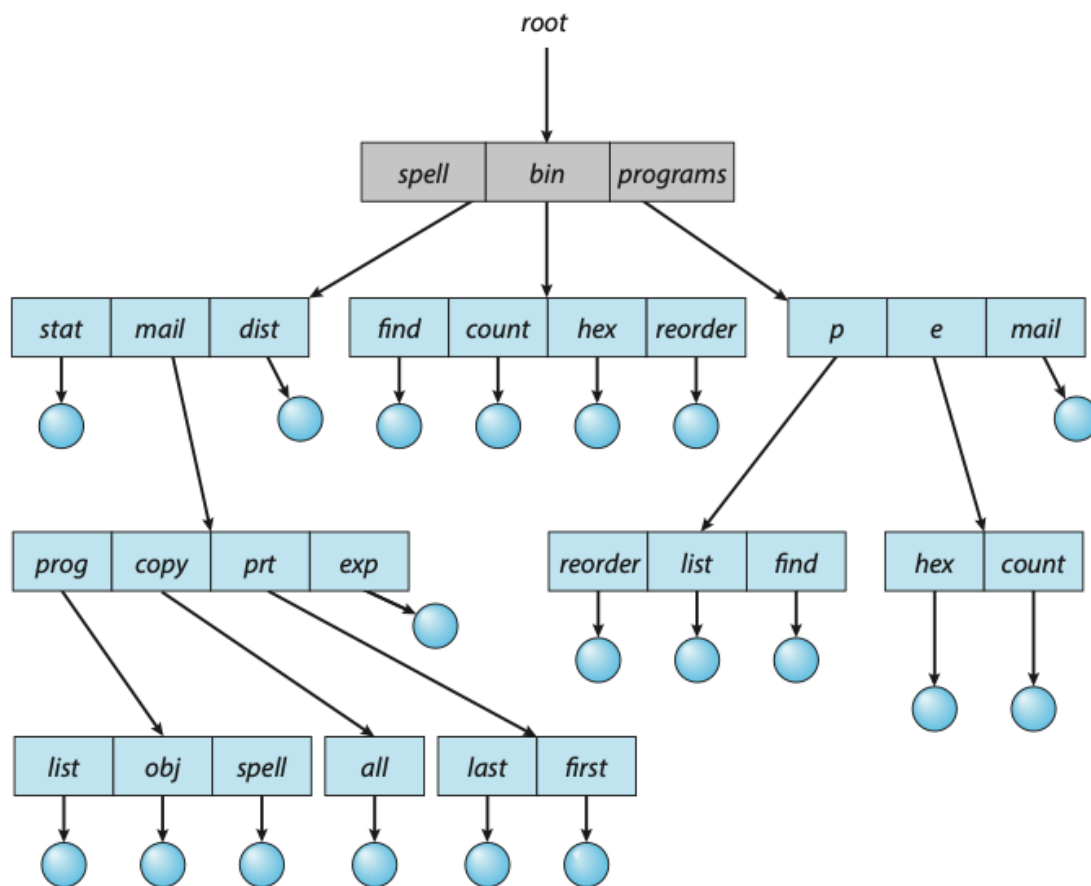 root
spell bin programs
stat mail dist find count hex reorder p e mail
prog copy prt exp reorder list find hex count
list obj spell all last first